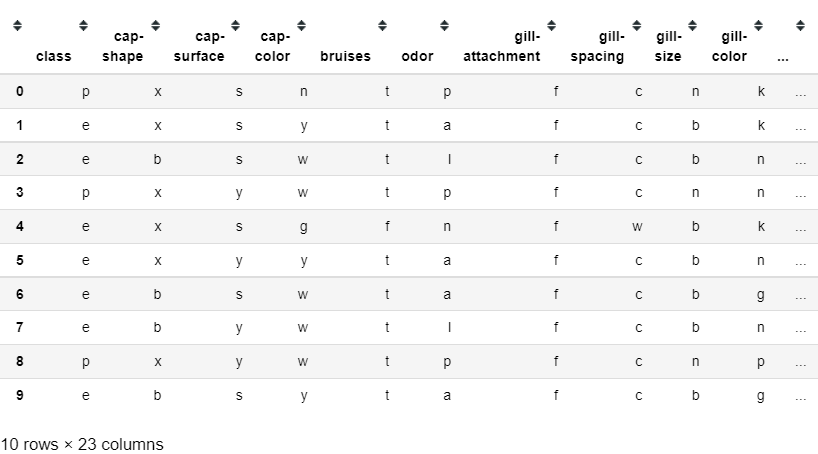 class cap-shape cap-surface cap-color bruises odor gill-attachment gill-spacing gill-size gill-color ...
0 p x s n t p f c n k ...
1 e x s y t a f c b k ...
2 e b s w t l f c b n ...
3 p x y w t p f c n n ...
4 e x s g f n f w b k ...
5 e x y y t a f c b n ...
6 e b s w t a f c b g ...
7 e b y w t l f c b n ...
8 p x y w t p f c n p ...
9 e b s y t a f c b g ...
10 rows × 23 columns